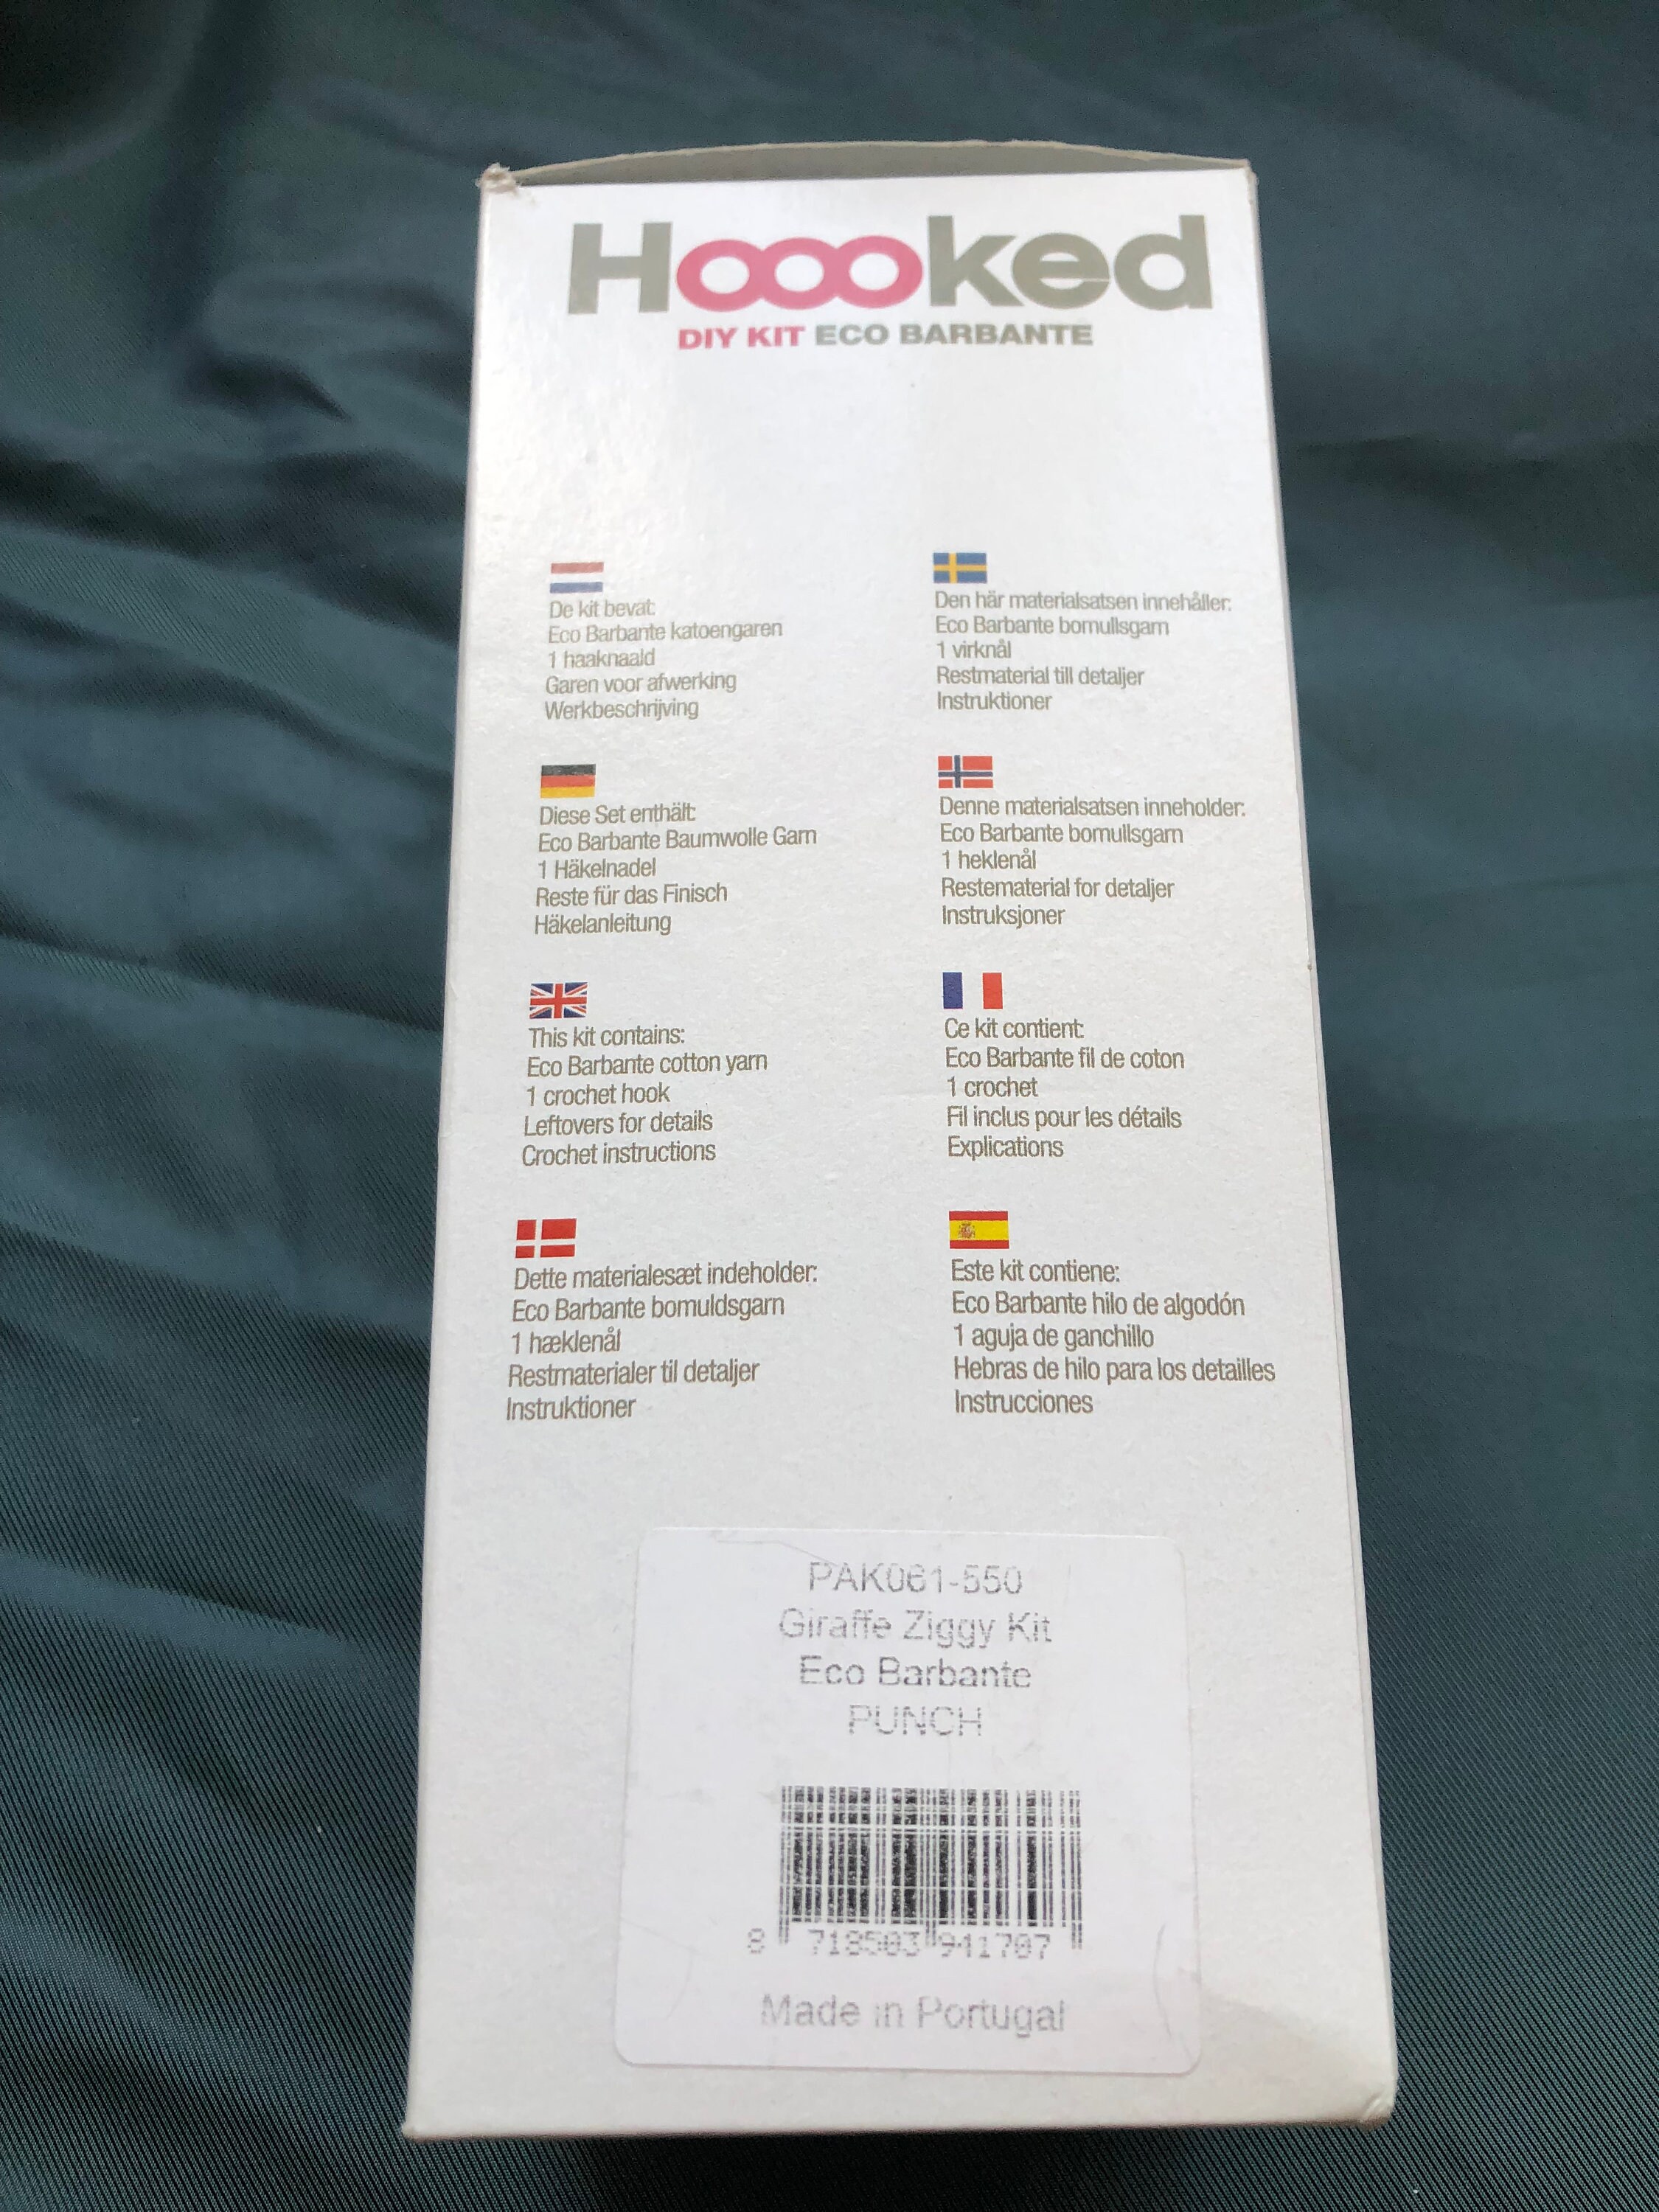 Hoooked
DIY KIT ECO BARBANTE
De kit bevat:
Eco Barbante katoengaren
1 haaknaald
Garen voor afwerking
Werkbeschrijving
Diese Set enthält:
Eco Barbante Baumwolle Garn
1 Häkelnadel
Reste für das Finisch
Häkelanleitung
This kit contains:
Eco Barbante cotton yarn
1 crochet hook
Leftovers for details
Crochet instructions
Dette materialesæt indeholder:
Eco Barbante bomuldsgarn
1 hæklenål
Restmaterialer til detaljer
Instruktioner
Den här materialsatsen innehåller:
Eco Barbante bomullsgarn
1 virknål
Restmaterial till detaljer
Instruktioner
Denne materialsatsen inneholder:
Eco Barbante bomullsgarn
1 heklenål
Restematerial for detaljer
Instruksjoner
Ce kit contient:
Eco Barbante fil de coton
1 crochet
Fil inclus pour les détails
Explications
Este kit contiene:
Eco Barbante hilo de algodón
1 aguja de ganchillo
Hebras de hilo para los detailles
Instrucciones
PAK061-550
Giraffe Ziggy Kit
Eco Barbante
PUNCH
8 718503 941707
Made in Portugal